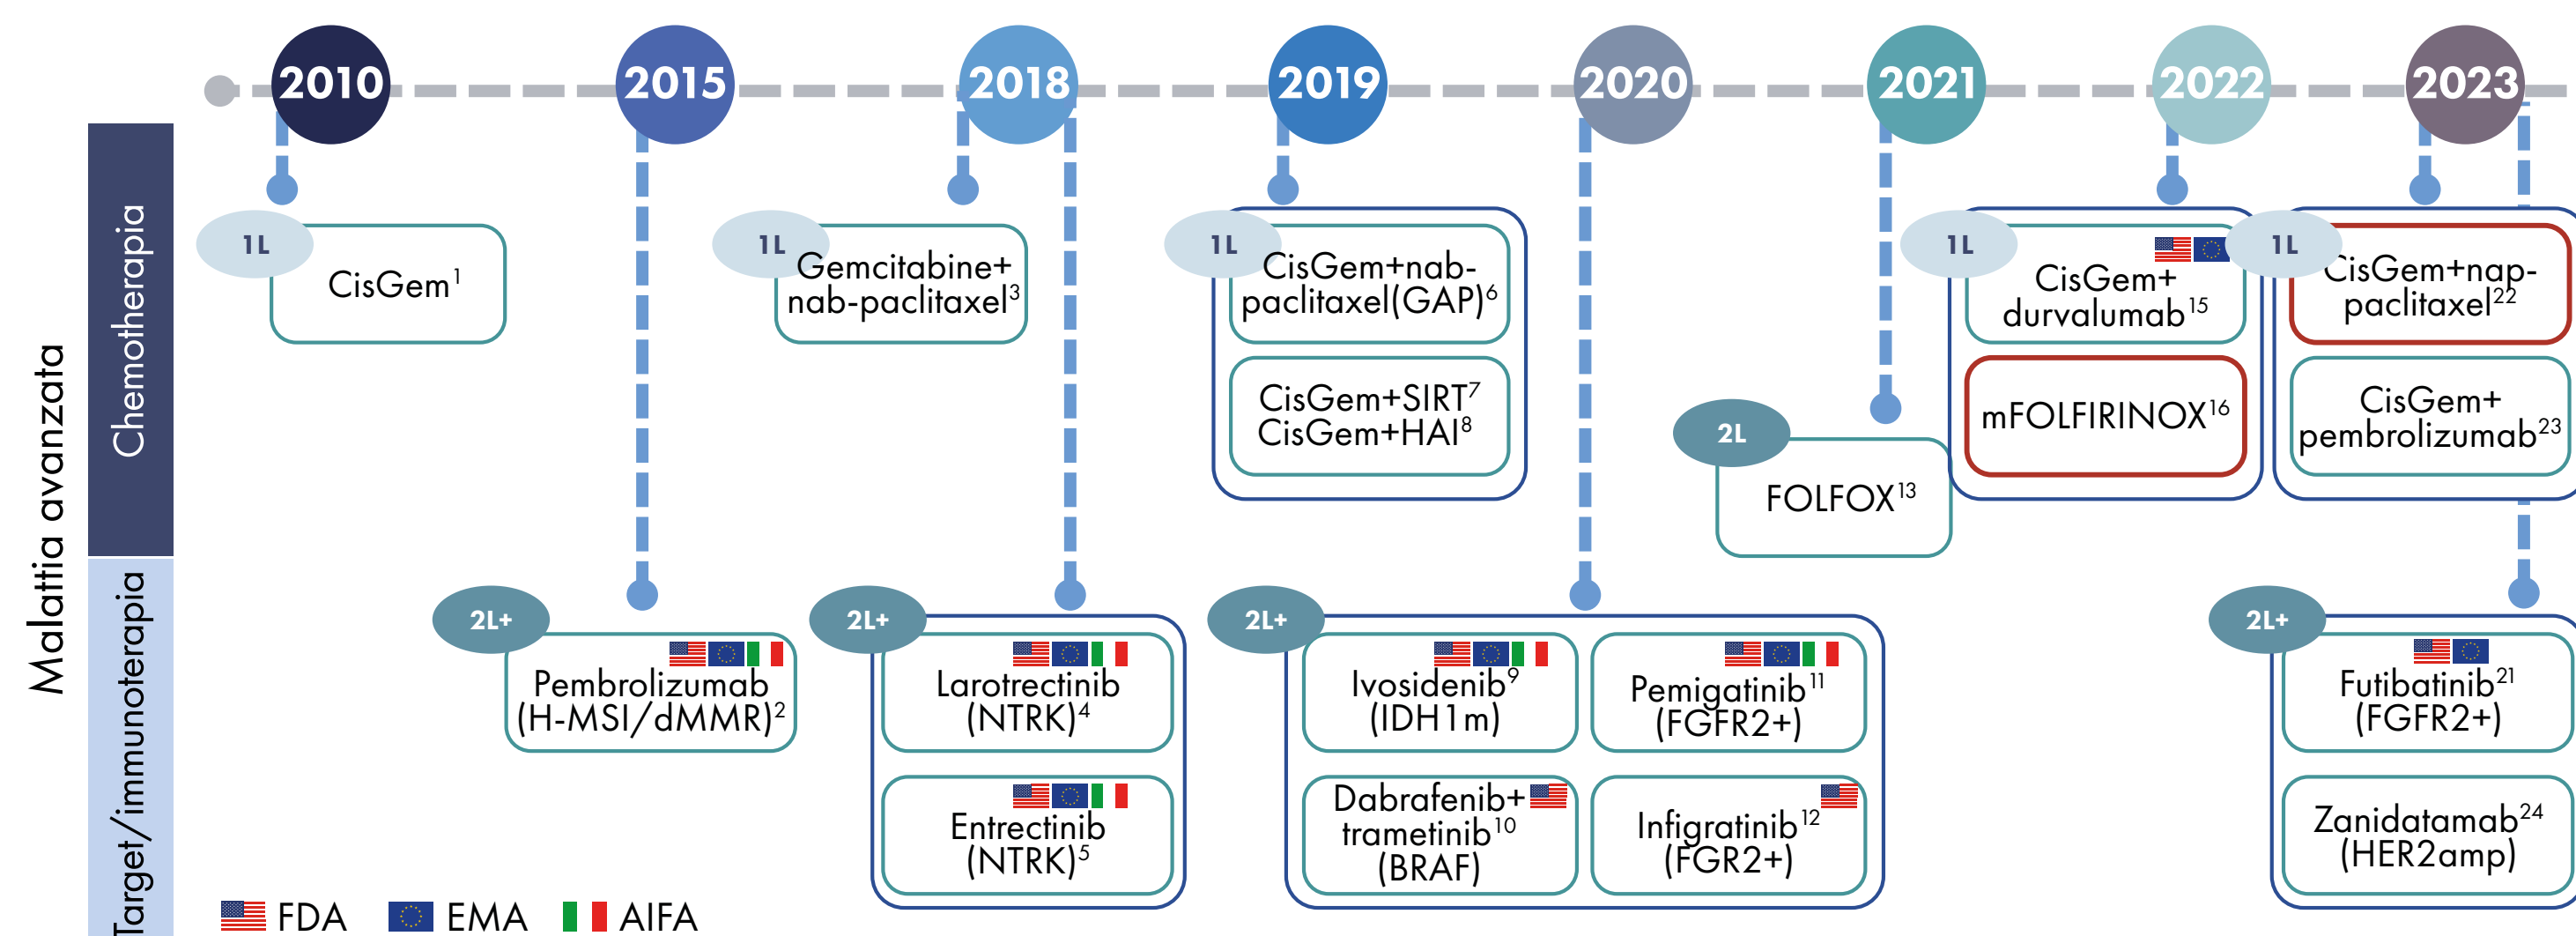 2010
2015
2018
2019
2020
2021
2022
2023
Malattia avanzata
Chemotherapia
1L
CisGem1
1L
Gemcitabine+
nab-paclitaxel3
1L
CisGem+nab-
paclitaxel(GAP)6
CisGem+SIRT7
CisGem+HAI8
2L
FOLFOX13
1L
CisGem+
durvalumab15
mFOLFIRINOX16
1L
CisGem+nap-
paclitaxel22
CisGem+
pembrolizumab23
Target/immunoterapia
2L+
Pembrolizumab
(H-MSI/dMMR)2
2L+
Larotrectinib
(NTRK)4
Entrectinib
(NTRK)5
2L+
Ivosidenib9
(IDH1m)
Pemigatinib11
(FGFR2+)
Dabrafenib+
trametinib10
(BRAF)
Infigratinib12
(FGR2+)
2L+
Futibatinib21
(FGFR2+)
Zanidatamab24
(HER2amp)
FDA
EMA
AIFA